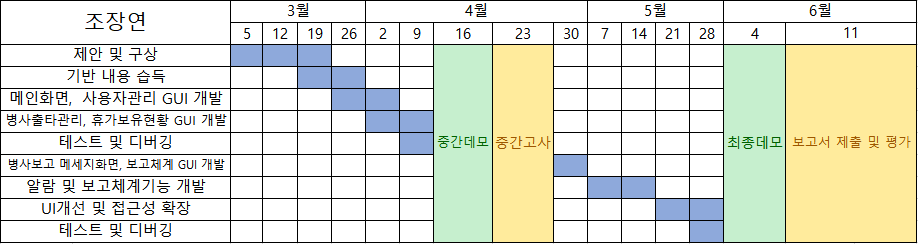 조장연
3월 4월 5월 6월
5 12 19 26 2 9 16 23 30 7 14 21 28 4 11
제안 및 구상
기반 내용 습득
메인화면, 사용자관리 GUI 개발
병사출타관리, 휴가보유현황 GUI 개발
테스트 및 디버깅 중간데모 중간고사 최종데모 보고서 제출 및 평가
병사보고 메세지화면, 보고체계 GUI 개발
알람 및 보고체계기능 개발
UI개선 및 접근성 확장
테스트 및 디버깅